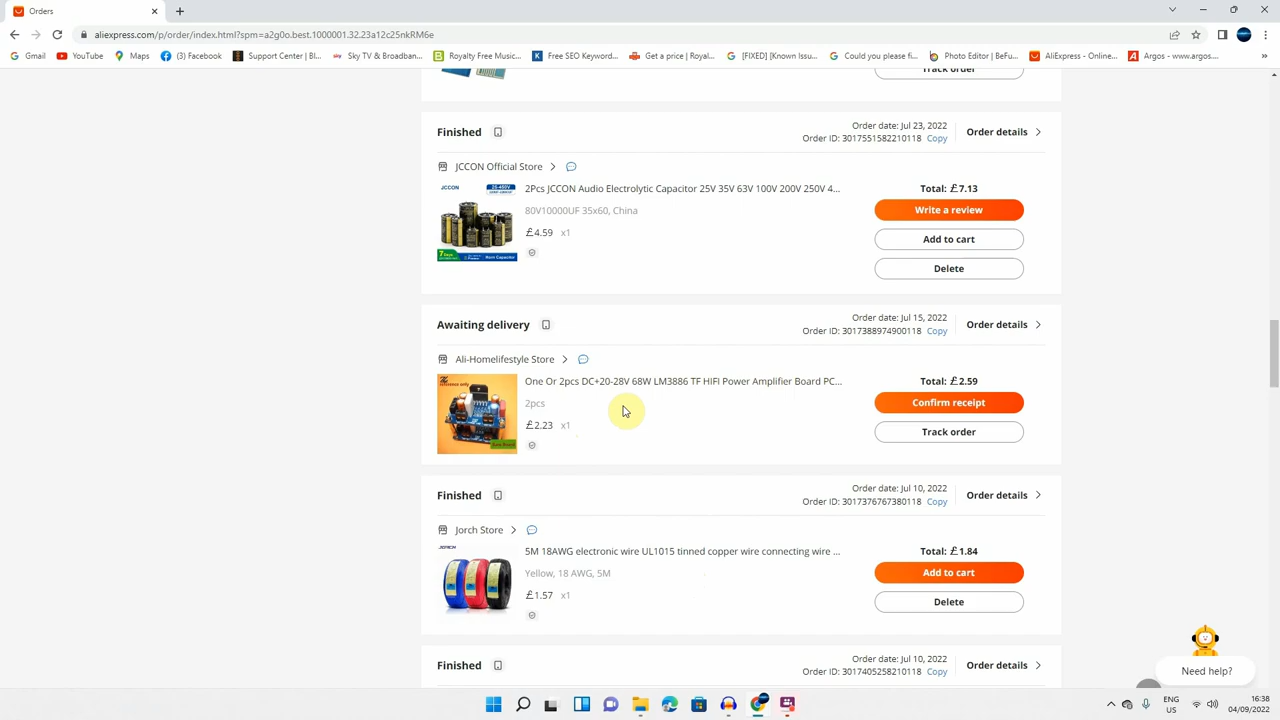 Orders
aliexpress.com/p/order/index.html?spm=a2g0o.best.1000001.32.23a12c25nkRM6e
Gmail
YouTube
Maps
(3) Facebook
Support Center | Bl...
Sky TV & Broadban...
Royalty Free Music...
Free SEO Keyword...
Get a price | Royal...
[FIXED] [Known Issu...
Could you please fi...
Photo Editor | BeFu...
AliExpress - Online...
Argos - www.argos....
Track order
Finished
Order date: Jul 23, 2022
Order ID: 3017551582210118 Copy
Order details
JCCON Official Store
2Pcs JCCON Audio Electrolytic Capacitor 25V 35V 63V 100V 200V 250V 4...
80V10000UF 35x60, China
£4.59 x1
JCCON
25-450V
7 Days
Horn Capacitor
Total: £7.13
Write a review
Add to cart
Delete
Awaiting delivery
Order date: Jul 15, 2022
Order ID: 3017388974900118 Copy
Order details
Ali-Homelifestyle Store
One Or 2pcs DC+20-28V 68W LM3886 TF HIFI Power Amplifier Board PC...
2pcs
£2.23 x1
Total: £2.59
Confirm receipt
Track order
Finished
Order date: Jul 10, 2022
Order ID: 3017376767380118 Copy
Order details
Jorch Store
5M 18AWG electronic wire UL1015 tinned copper wire connecting wire ...
Yellow, 18 AWG, 5M
£1.57 x1
JORCH
Total: £1.84
Add to cart
Delete
Finished
Order date: Jul 10, 2022
Order ID: 3017405258210118 Copy
Order details
Need help?
ENG
US
16:38
04/09/2022